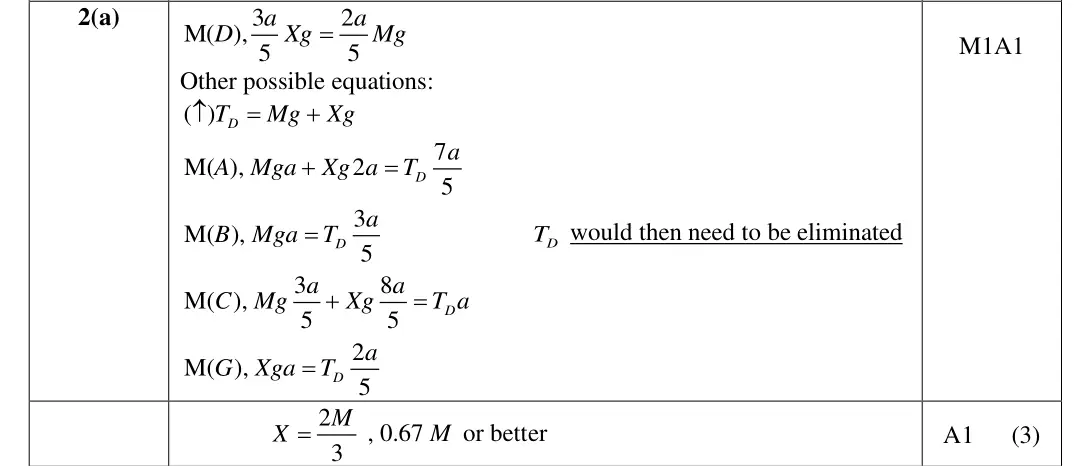 2(a)
M(D), 3a/5 Xg = 2a/5 Mg
M1A1
Other possible equations:
(↑)T_D = Mg + Xg
M(A), Mga + Xg2a = T_D 7a/5
M(B), Mga = T_D 3a/5 T_D would then need to be eliminated
M(C), Mg 3a/5 + Xg 8a/5 = T_D a
M(G), Xga = T_D 2a/5
X = 2M/3 , 0.67 M or better
A1 (3)